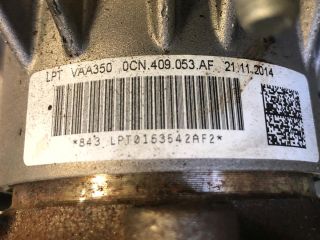 LPT VAA350 0CN.409.053.AF 21.11.2014
*843 LPT0163642AF2*